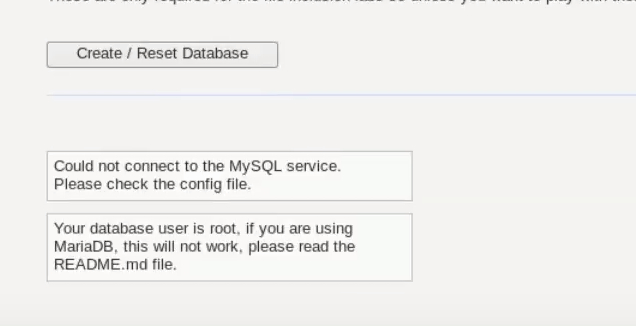 Create / Reset Database
Could not connect to the MySQL service.
Please check the config file.
Your database user is root, if you are using
MariaDB, this will not work, please read the
README.md file.